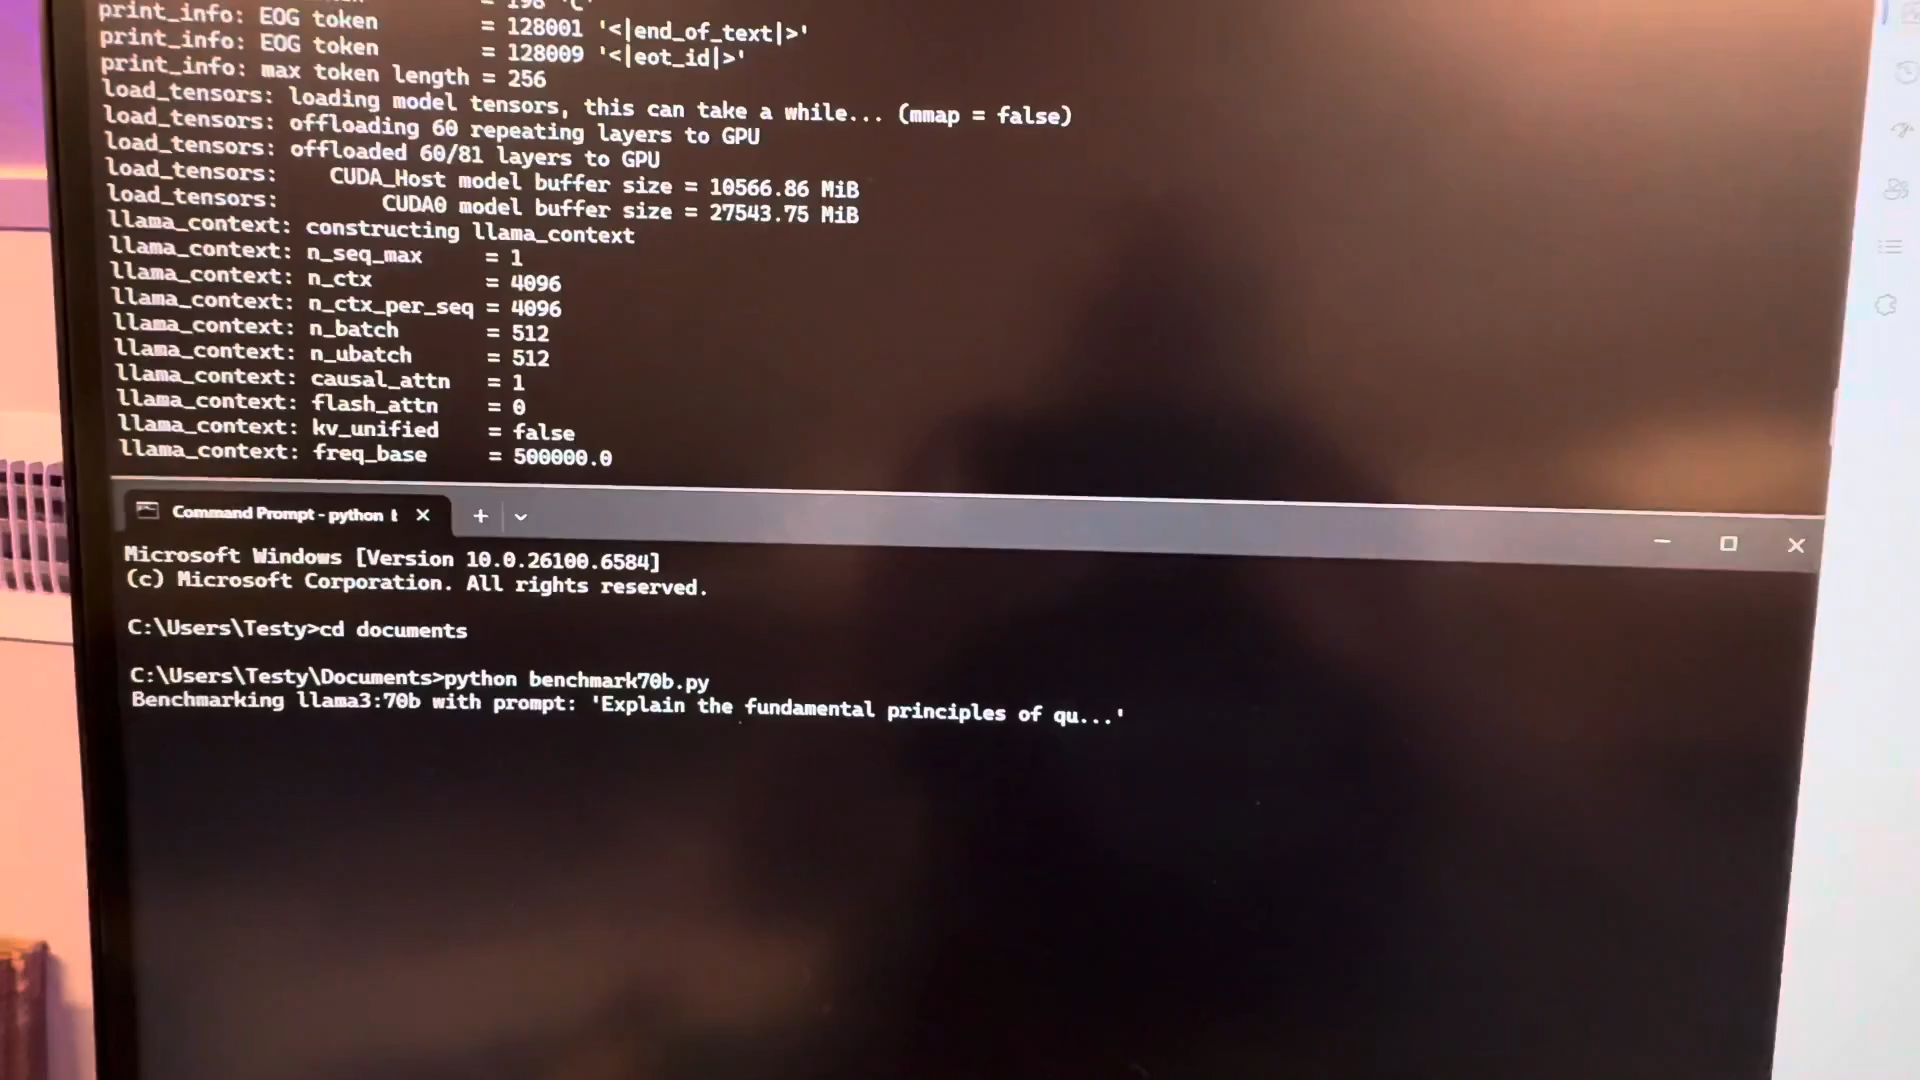 = 198 'Ċ'
print_info: EOG token = 128001 '<|end_of_text|>'
print_info: EOG token = 128009 '<|eot_id|>'
print_info: max token length = 256
load_tensors: loading model tensors, this can take a while... (mmap = false)
load_tensors: offloading 60 repeating layers to GPU
load_tensors: offloaded 60/81 layers to GPU
load_tensors: CUDA_Host model buffer size = 10566.86 MiB
load_tensors: CUDA0 model buffer size = 27543.75 MiB
llama_context: constructing llama_context
llama_context: n_seq_max = 1
llama_context: n_ctx = 4096
llama_context: n_ctx_per_seq = 4096
llama_context: n_batch = 512
llama_context: n_ubatch = 512
llama_context: causal_attn = 1
llama_context: flash_attn = 0
llama_context: kv_unified = false
llama_context: freq_base = 500000.0
Command Prompt - python t
Microsoft Windows [Version 10.0.26100.6584]
(c) Microsoft Corporation. All rights reserved.
C:\Users\Testy>cd documents
C:\Users\Testy\Documents>python benchmark70b.py
Benchmarking llama3:70b with prompt: 'Explain the fundamental principles of qu...'